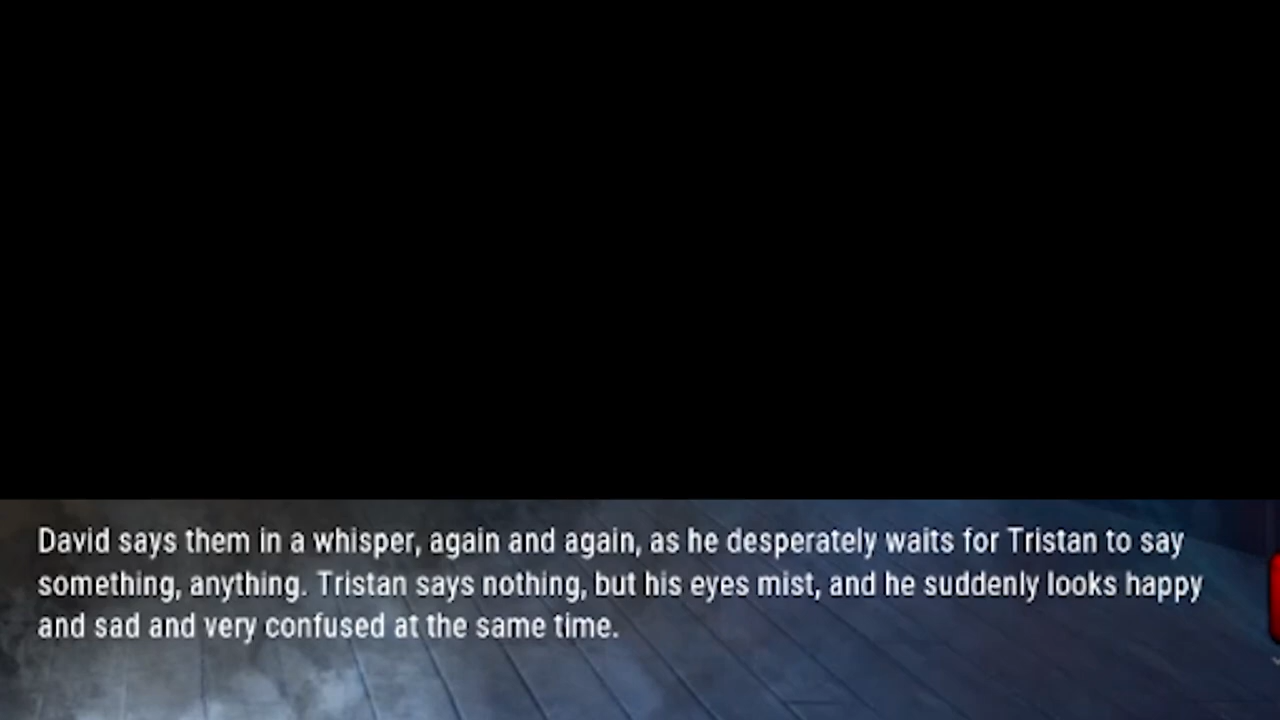 David says them in a whisper, again and again, as he desperately waits for Tristan to say
something, anything. Tristan says nothing, but his eyes mist, and he suddenly looks happy
and sad and very confused at the same time.